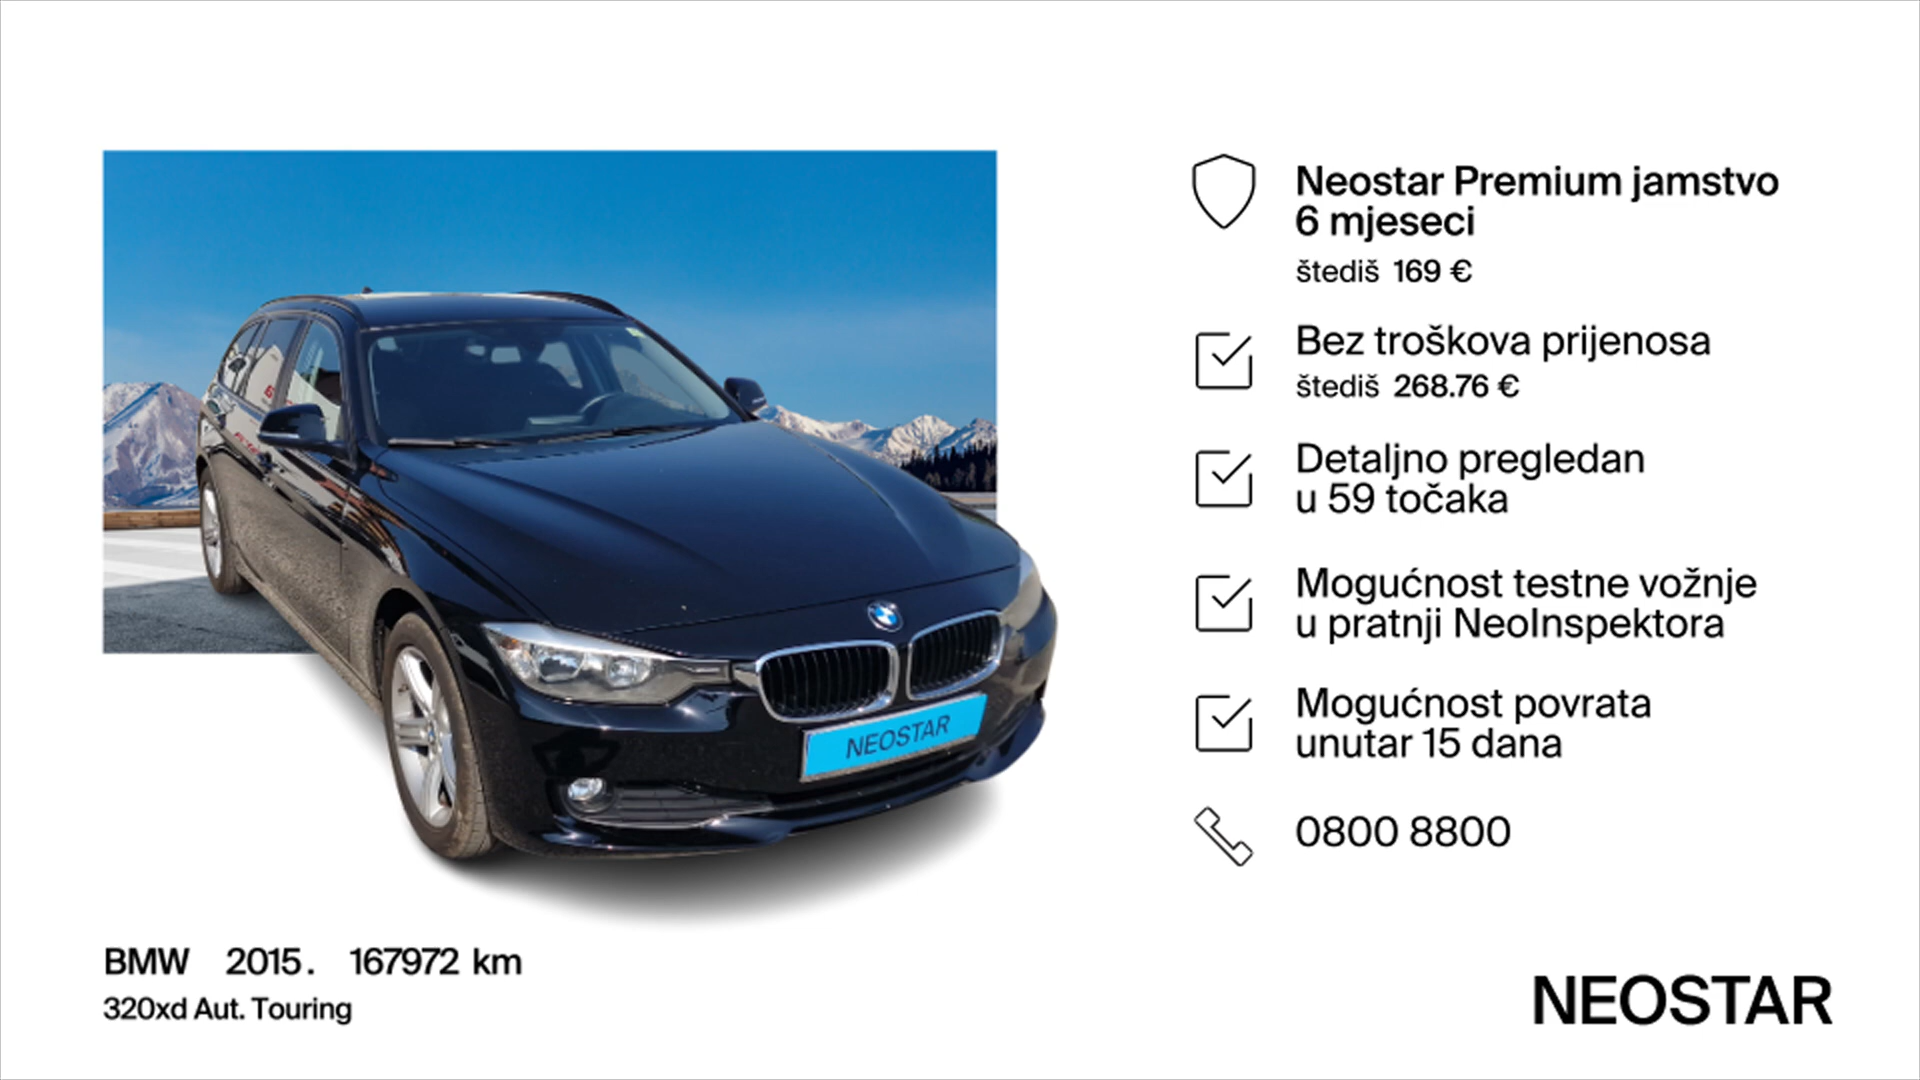 Neostar Premium jamstvo
6 mjeseci
štediš 169 €
Bez troškova prijenosa
štediš 268.76 €
Detaljno pregledan
u 59 točaka
Mogućnost testne vožnje
u pratnji NeoInspektora
Mogućnost povrata
unutar 15 dana
0800 8800
NEOSTAR
BMW 2015. 167972 km
320xd Aut. Touring
NEOSTAR